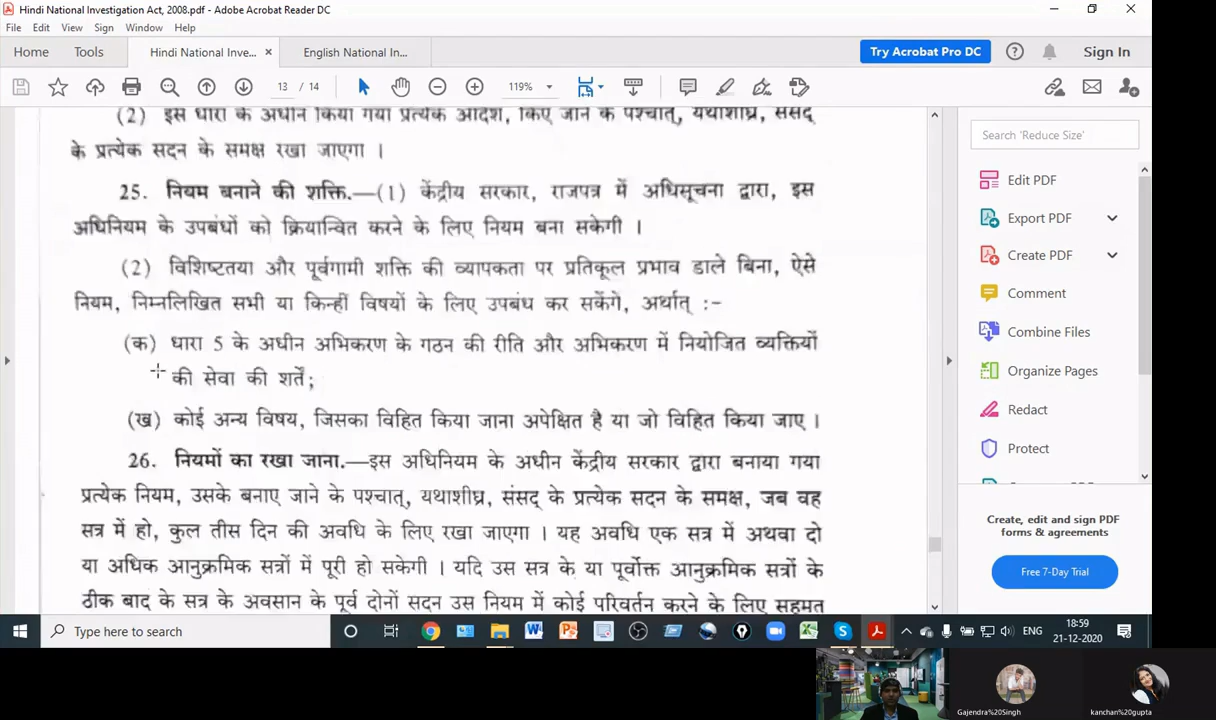 Hindi National Investigation Act, 2008.pdf - Adobe Acrobat Reader DC
File Edit View Sign Window Help
Home Tools Hindi National Inve... × English National In... Try Acrobat Pro DC Sign In
13 / 14 119%
(2) इस धारा के अधीन किया गया प्रत्येक आदेश, किए जाने के पश्चात्, यथाशीघ्र, संसद्
के प्रत्येक सदन के समक्ष रखा जाएगा ।
25. नियम बनाने की शक्ति.—(1) केंद्रीय सरकार, राजपत्र में अधिसूचना द्वारा, इस
अधिनियम के उपबंधों को क्रियान्वित करने के लिए नियम बना सकेगी ।
(2) विशिष्टतया और पूर्वगामी शक्ति की व्यापकता पर प्रतिकूल प्रभाव डाले बिना, ऐसे
नियम, निम्नलिखित सभी या किन्हीं विषयों के लिए उपबंध कर सकेंगे, अर्थात् :-
(क) धारा 5 के अधीन अभिकरण के गठन की रीति और अभिकरण में नियोजित व्यक्तियों
की सेवा की शर्तें;
(ख) कोई अन्य विषय, जिसका विहित किया जाना अपेक्षित है या जो विहित किया जाए ।
26. नियमों का रखा जाना.—इस अधिनियम के अधीन केंद्रीय सरकार द्वारा बनाया गया
प्रत्येक नियम, उसके बनाए जाने के पश्चात्, यथाशीघ्र, संसद् के प्रत्येक सदन के समक्ष, जब वह
सत्र में हो, कुल तीस दिन की अवधि के लिए रखा जाएगा । यह अवधि एक सत्र में अथवा दो
या अधिक आनुक्रमिक सत्रों में पूरी हो सकेगी । यदि उस सत्र के या पूर्वोक्त आनुक्रमिक सत्रों के
ठीक बाद के सत्र के अवसान के पूर्व दोनों सदन उस नियम में कोई परिवर्तन करने के लिए सहमत
Search 'Reduce Size'
Edit PDF
Export PDF
Create PDF
Comment
Combine Files
Organize Pages
Redact
Protect
Create, edit and sign PDF
forms & agreements
Free 7-Day Trial
Type here to search
ENG
18:59
21-12-2020
Gajendra%20Singh
kanchan%20gupta